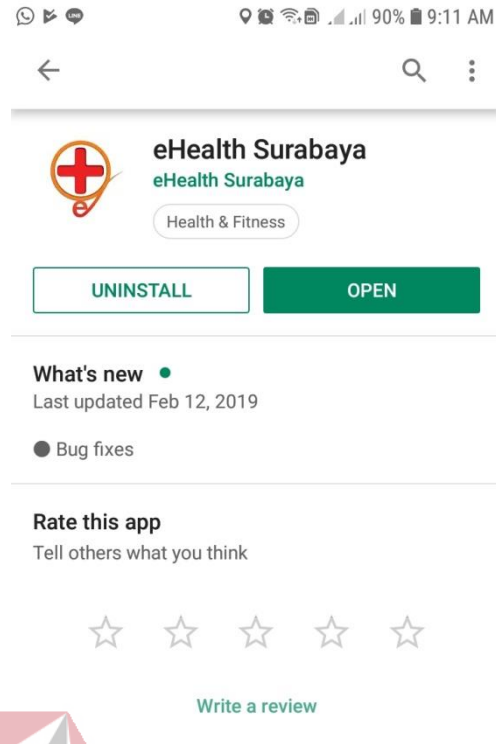 LINE 90% 9:11 AM
eHealth Surabaya
eHealth Surabaya
Health & Fitness
UNINSTALL OPEN
What's new
Last updated Feb 12, 2019
Bug fixes
Rate this app
Tell others what you think
Write a review